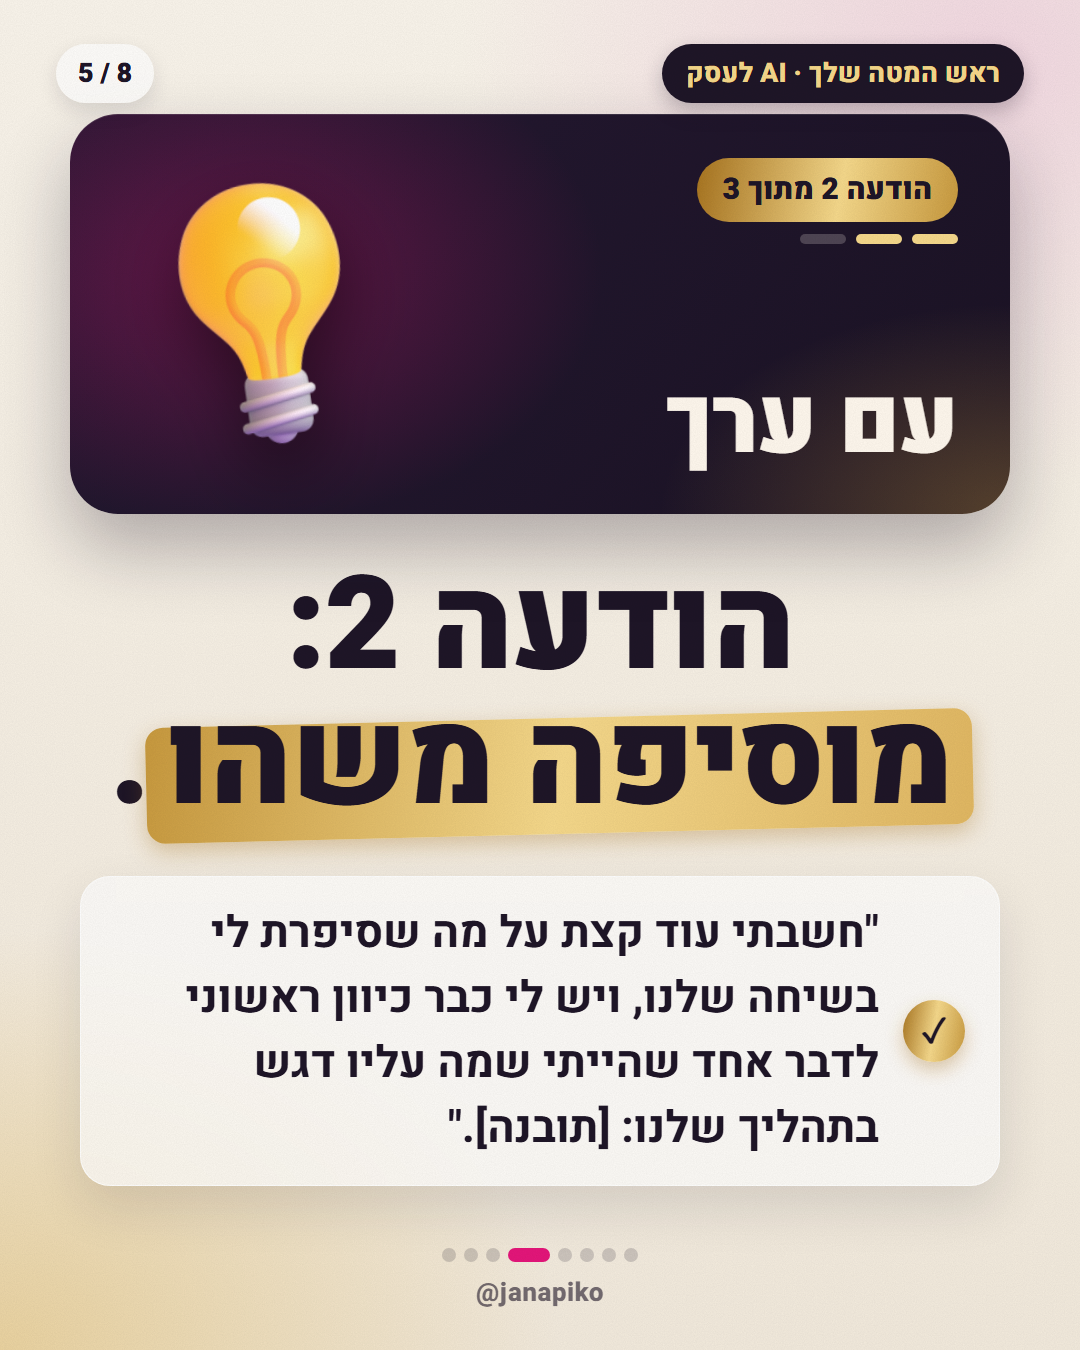 ראש המטה שלך · AI לעסק
5 / 8
הודעה 2 מתוך 3
עם ערך
הודעה 2:
מוסיפה משהו.
"חשבתי עוד קצת על מה שסיפרת לי
בשיחה שלנו, ויש לי כבר כיוון ראשוני
לדבר אחד שהייתי שמה עליו דגש
בתהליך שלנו: [תובנה]."
@janapiko